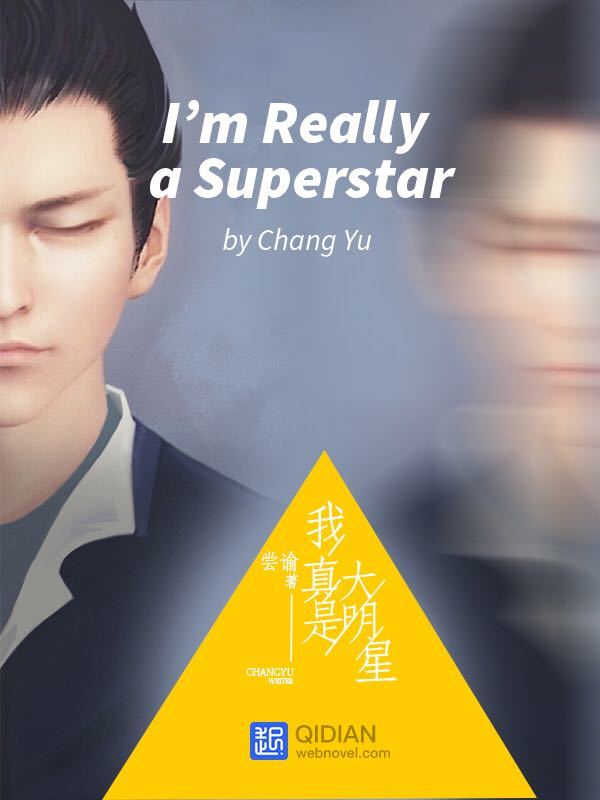 I'm Really
a Superstar
by Chang Yu
我真是
大明星
尝谕
著
CHANGYU
WRITER
起
QIDIAN
webnovel.com